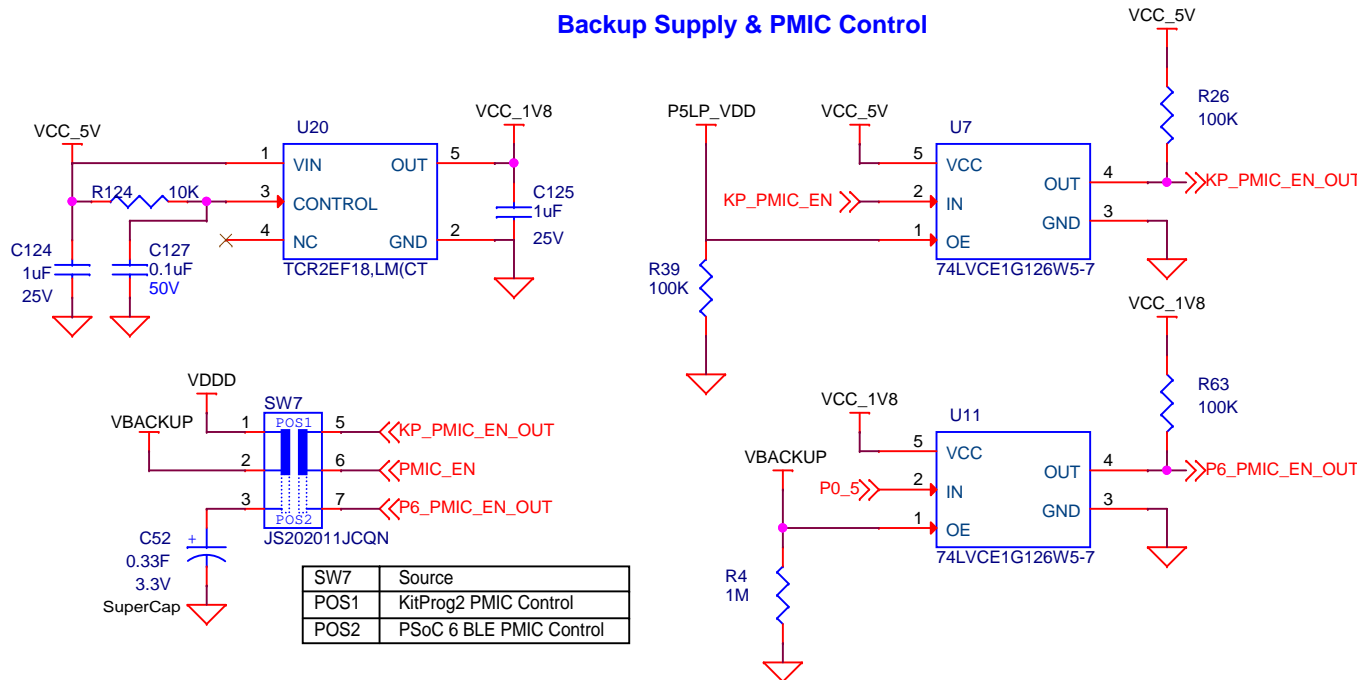 Backup Supply & PMIC Control
VCC_5V
U20
VCC_1V8
1
VIN
OUT
5
R124
10K
3
CONTROL
4
NC
GND
2
TCR2EF18,LM(CT
C124
1uF
25V
C127
0.1uF
50V
C125
1uF
25V
P5LP_VDD
VCC_5V
U7
VCC_5V
R26
100K
5
VCC
KP_PMIC_EN
2
IN
OUT
4
KP_PMIC_EN_OUT
GND
3
1
OE
74LVCE1G126W5-7
R39
100K
VDDD
VBACKUP
SW7
1
POS1
5
KP_PMIC_EN_OUT
2
6
PMIC_EN
3
7
P6_PMIC_EN_OUT
POS2
JS202011JCQN
C52
+
0.33F
3.3V
SuperCap
SW7 Source
POS1 KitProg2 PMIC Control
POS2 PSoC 6 BLE PMIC Control
VCC_1V8
U11
VCC_1V8
R63
100K
VBACKUP
5
VCC
P0_5
2
IN
OUT
4
P6_PMIC_EN_OUT
GND
3
1
OE
74LVCE1G126W5-7
R4
1M